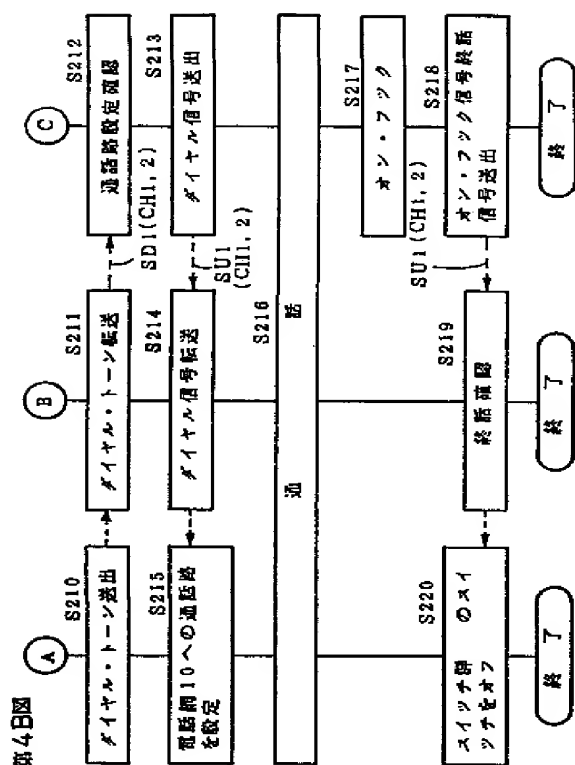 第4B図
A
B
C
S210
ダイヤル・トーン送出
S211
ダイヤル・トーン転送
S212
通話路設定確認
SD1(CH1,2)
S213
ダイヤル信号送出
SU1
(CH1,2)
S214
ダイヤル信号転送
S215
電話網10への通話路
を設定
S216
通 話
S217
オン・フック
S218
オン・フック信号終話
信号送出
SU1(CH1,2)
S219
終話確認
S220
スイッチ群 のスイ
ッチをオフ
終了
終了
終了